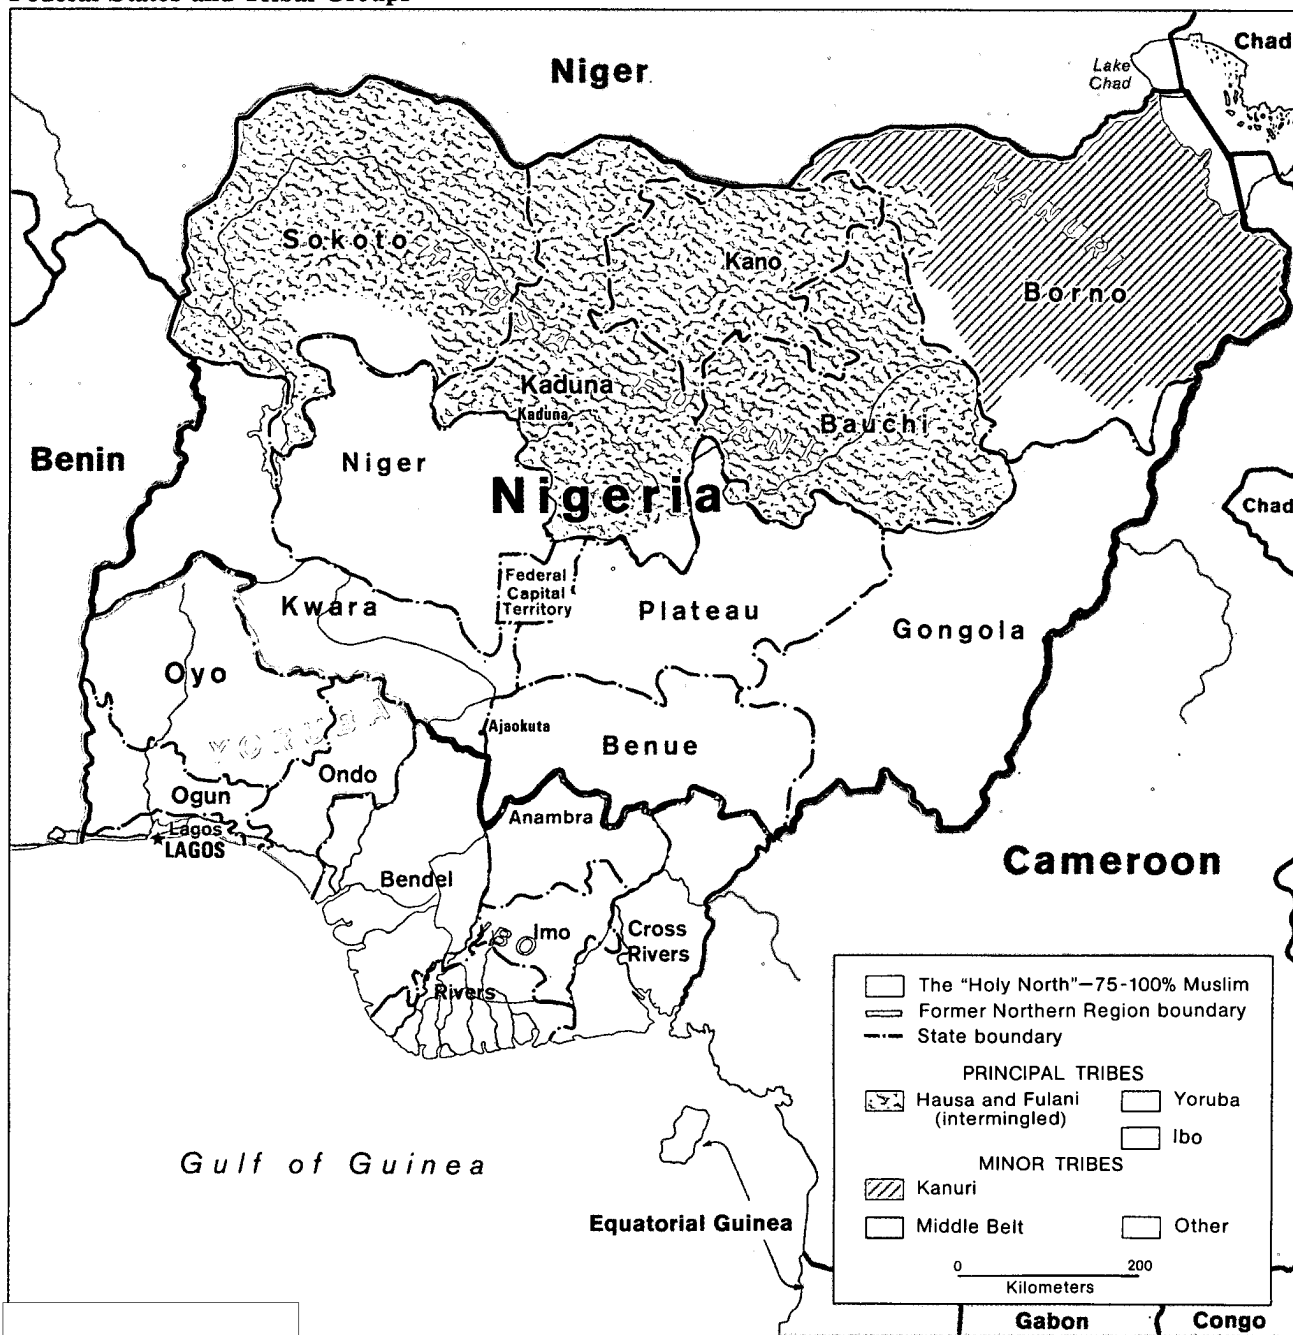 Federal States and Tribal Groups
Niger
Chad
Lake
Chad
KANURI
Sokoto
HAUSA
Kano
Borno
Kaduna
Kaduna
FULANI
Bauchi
Benin
Niger
Nigeria
Chad
Federal
Capital
Territory
Kwara
Plateau
Gongola
Oyo
YORUBA
Ajaokuta
Benue
Ondo
Ogun
Anambra
Lagos
LAGOS
Cameroon
Bendel
IBO
Imo
Cross
Rivers
Rivers
The “Holy North”—75-100% Muslim
Former Northern Region boundary
State boundary
PRINCIPAL TRIBES
Hausa and Fulani
(intermingled)
Yoruba
Ibo
MINOR TRIBES
Kanuri
Middle Belt
Other
0 200
Kilometers
Gulf of Guinea
Equatorial Guinea
Gabon
Congo